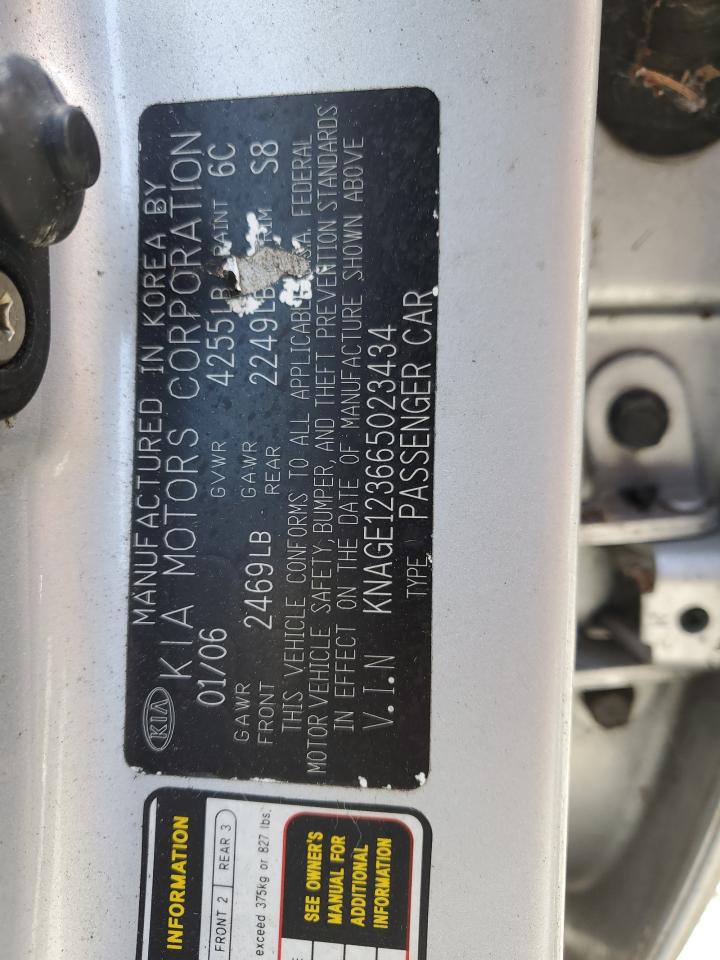 KIA
MANUFACTURED IN KOREA BY
KIA MOTORS CORPORATION
01/06 GVWR 4255LB PAINT 6C
GAWR FRONT 2469LB GAWR REAR 2249LB TRIM S8
THIS VEHICLE CONFORMS TO ALL APPLICABLE U.S.A. FEDERAL
MOTOR VEHICLE SAFETY, BUMPER, AND THEFT PREVENTION STANDARDS
IN EFFECT ON THE DATE OF MANUFACTURE SHOWN ABOVE
V.I.N KNAGE123665023434
TYPE PASSENGER CAR
INFORMATION
FRONT 2 REAR 3
exceed 375kg or 827 lbs.
SEE OWNER'S
MANUAL FOR
ADDITIONAL
INFORMATION